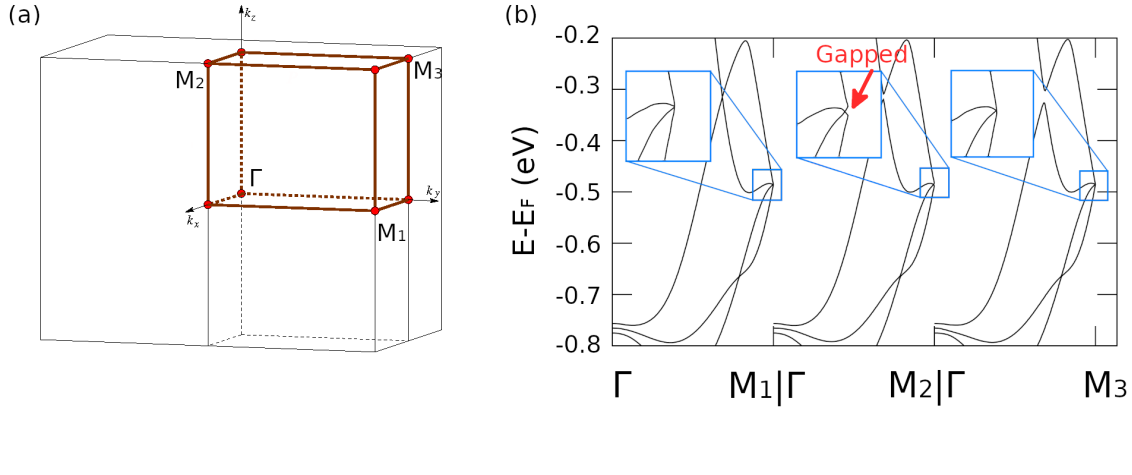 (a)
k_z
M2
M3
Γ
k_y
k_x
M1
(b)
E-EF (eV)
-0.2
-0.3
-0.4
-0.5
-0.6
-0.7
-0.8
Gapped
Γ M1|Γ M2|Γ M3